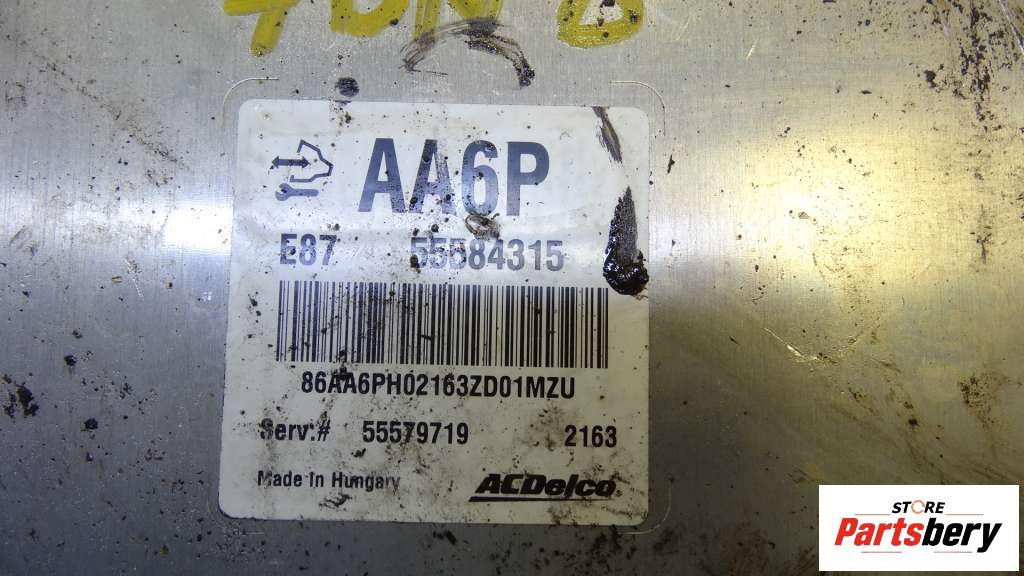 AA6P
E87 55584315
86AA6PH02163ZD01MZU
Serv.# 55579719 2163
Made In Hungary ACDelco
STORE
Partsbery